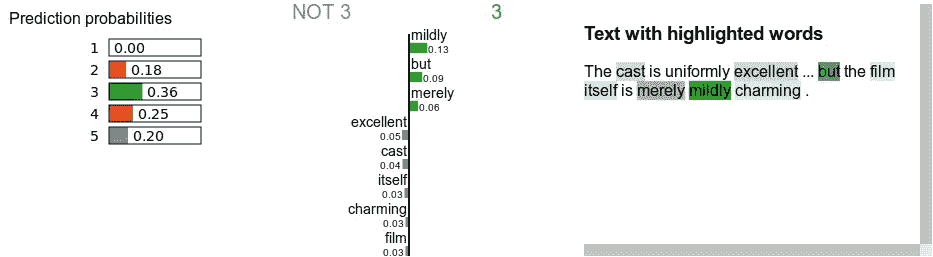 Prediction probabilities
1 0.00
2 0.18
3 0.36
4 0.25
5 0.20
NOT 3 3
mildly
0.13
but
0.09
merely
0.06
excellent
0.05
cast
0.04
itself
0.03
charming
0.03
film
0.03
Text with highlighted words
The cast is uniformly excellent ... but the film
itself is merely mildly charming .